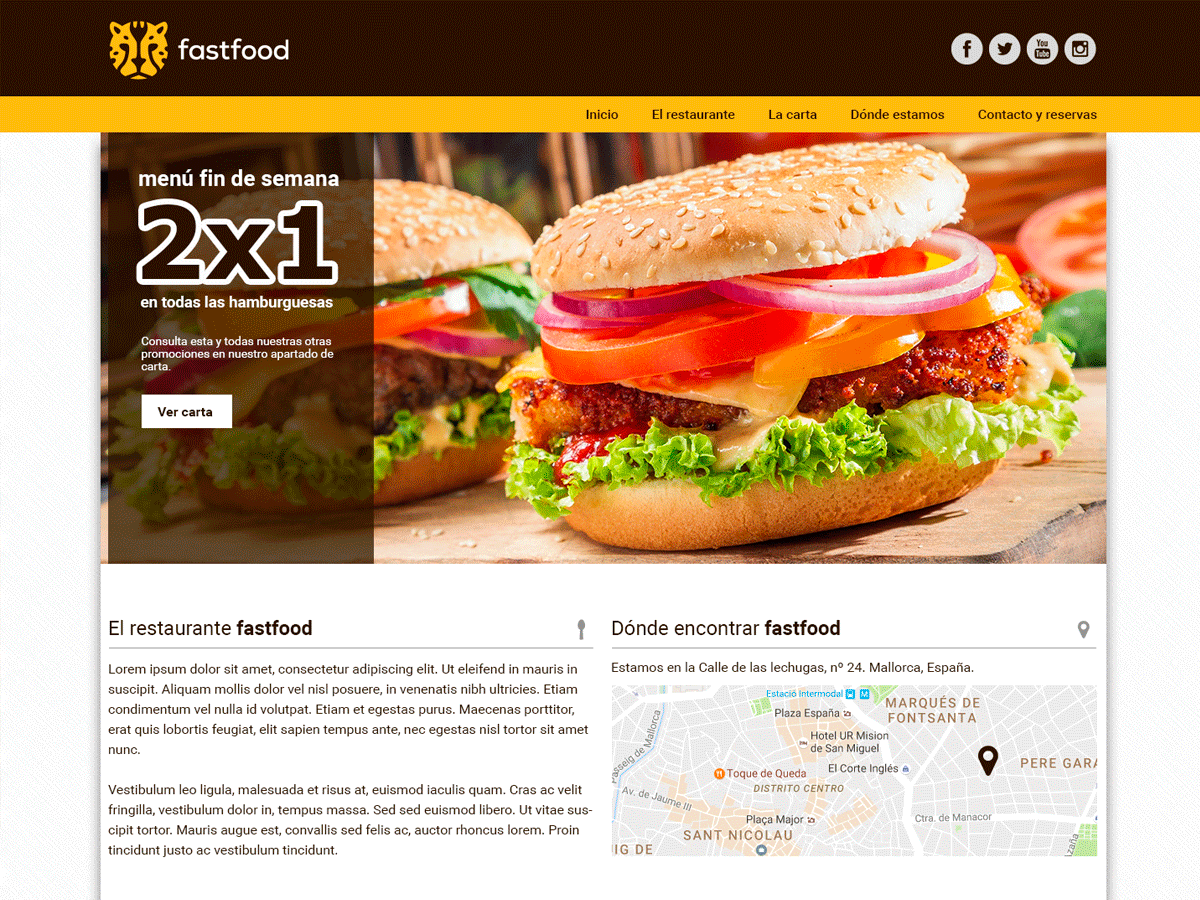 fastfood
You
Tube
Inicio
El restaurante
La carta
Dónde estamos
Contacto y reservas
menú fin de semana
2x1
en todas las hamburguesas
Consulta esta y todas nuestras otras
promociones en nuestro apartado de
carta.
Ver carta
El restaurante fastfood
Lorem ipsum dolor sit amet, consectetur adipiscing elit. Ut eleifend in mauris in
suscipit. Aliquam mollis dolor vel nisl posuere, in venenatis nibh ultricies. Etiam
condimentum vel nulla id volutpat. Etiam et egestas purus. Maecenas porttitor,
erat quis lobortis feugiat, elit sapien tempus ante, nec egestas nisl tortor sit amet
nunc.
Vestibulum leo ligula, malesuada et risus at, euismod iaculis quam. Cras ac velit
fringilla, vestibulum dolor in, tempus massa. Sed sed euismod libero. Ut vitae sus-
cipit tortor. Mauris augue est, convallis sed felis ac, auctor rhoncus lorem. Proin
tincidunt justo ac vestibulum tincidunt.
Dónde encontrar fastfood
Estamos en la Calle de las lechugas, nº 24. Mallorca, España.
Estació Intermodal
M
MARQUÉS DE
FONTSANTA
Plaza España
Passeig de Mallorca
Hotel UR Mision
de San Miguel
PERE GARA
El Corte Inglés
Toque de Queda
DISTRITO CENTRO
Av. de Jaume III
Plaça Major
Ctra. de Manacor
SANT NICOLAU
IG DE